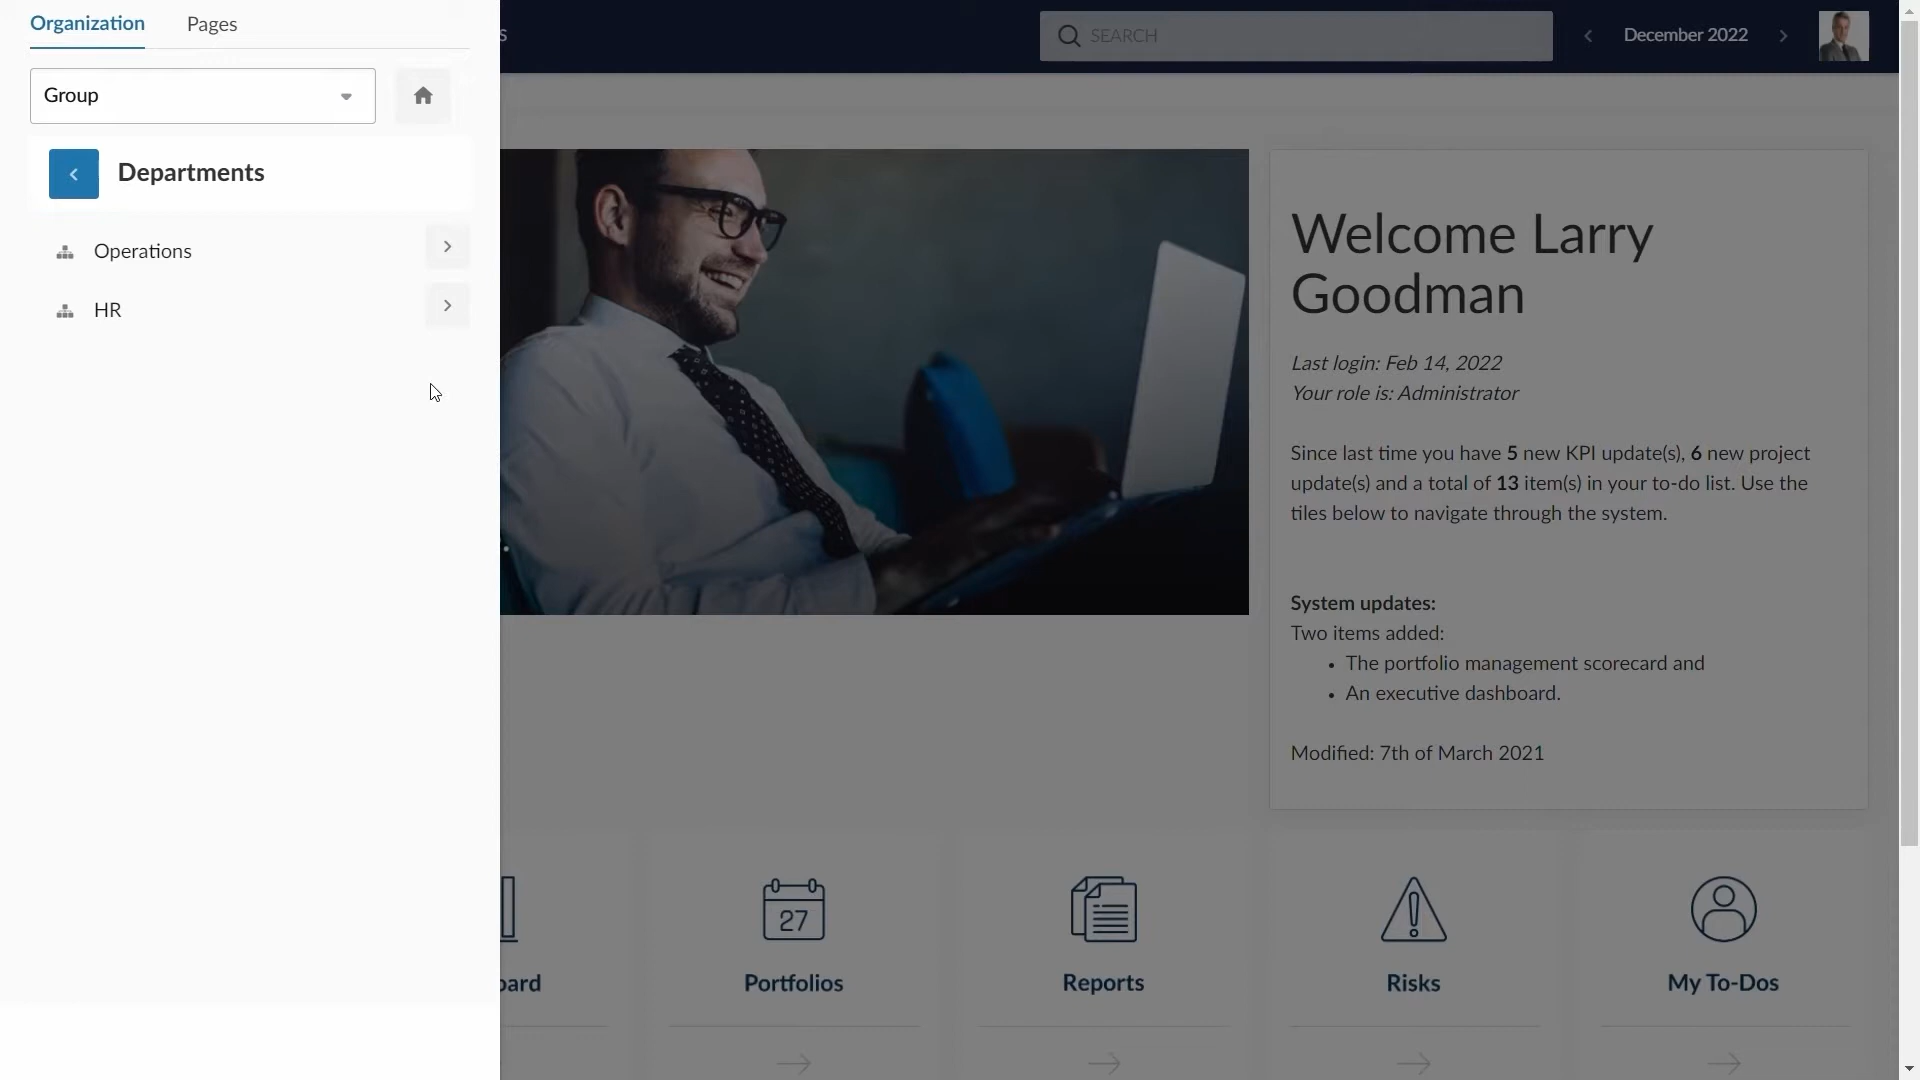 Organization Pages
Group
Departments
Operations
HR
S
SEARCH
December 2022
Welcome Larry
Goodman
Last login: Feb 14, 2022
Your role is: Administrator
Since last time you have 5 new KPI update(s), 6 new project
update(s) and a total of 13 item(s) in your to-do list. Use the
tiles below to navigate through the system.
System updates:
Two items added:
• The portfolio management scorecard and
• An executive dashboard.
Modified: 7th of March 2021
oard
27
Portfolios
Reports
Risks
My To-Dos